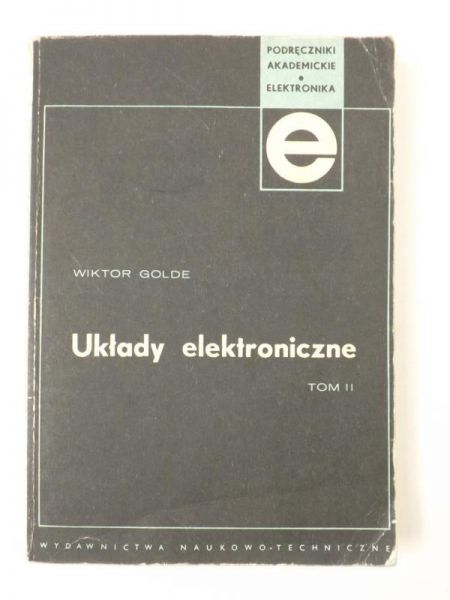 PODRĘCZNIKI
AKADEMICKIE
•
ELEKTRONIKA
e
WIKTOR GOLDE
Układy elektroniczne
TOM II
WYDAWNICTWA NAUKOWO-TECHNICZNE